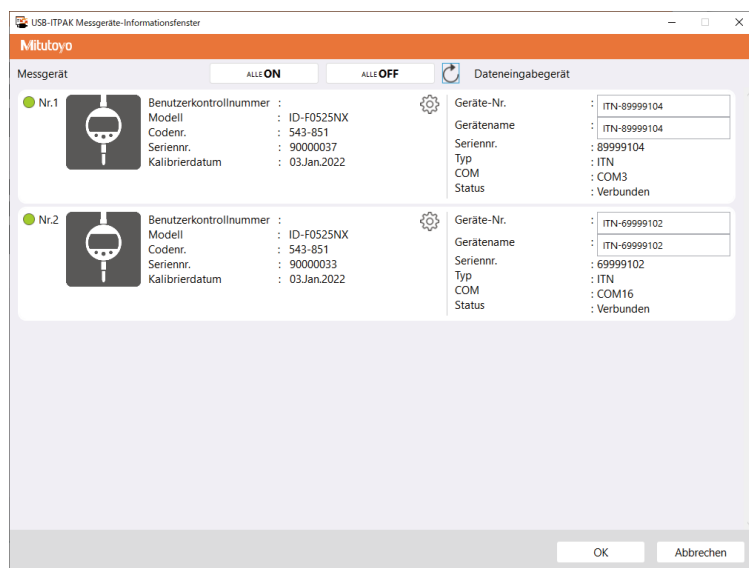 USB-ITPAK Messgeräte-Informationsfenster
Mitutoyo
Messgerät ALLE ON ALLE OFF Dateneingabegerät
Nr.1
Benutzerkontrollnummer :
Modell : ID-F0525NX
Codenr. : 543-851
Seriennr. : 90000037
Kalibrierdatum : 03.Jan.2022
Geräte-Nr. : ITN-89999104
Gerätename : ITN-89999104
Seriennr. : 89999104
Typ : ITN
COM : COM3
Status : Verbunden
Nr.2
Benutzerkontrollnummer :
Modell : ID-F0525NX
Codenr. : 543-851
Seriennr. : 90000033
Kalibrierdatum : 03.Jan.2022
Geräte-Nr. : ITN-69999102
Gerätename : ITN-69999102
Seriennr. : 69999102
Typ : ITN
COM : COM16
Status : Verbunden
OK Abbrechen